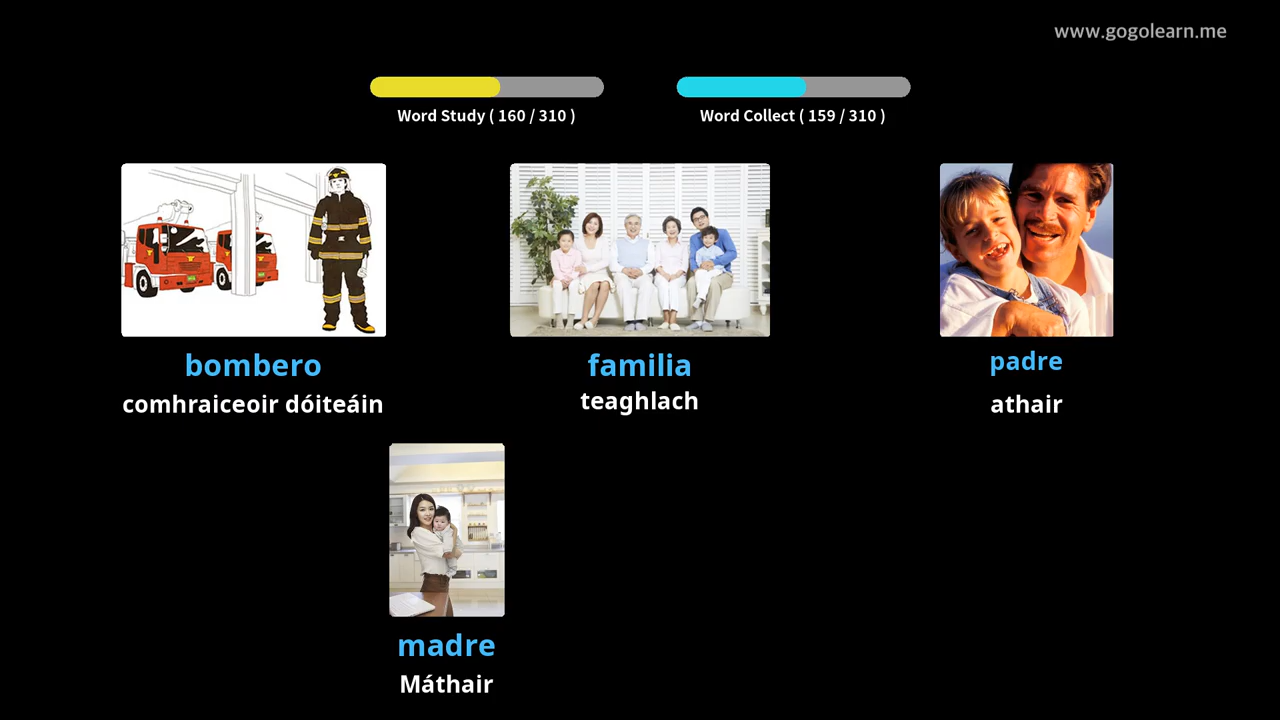 www.gogolearn.me
Word Study ( 160 / 310 )
Word Collect ( 159 / 310 )
bombero
comhraiceoir dóiteáin
familia
teaghlach
padre
athair
madre
Máthair